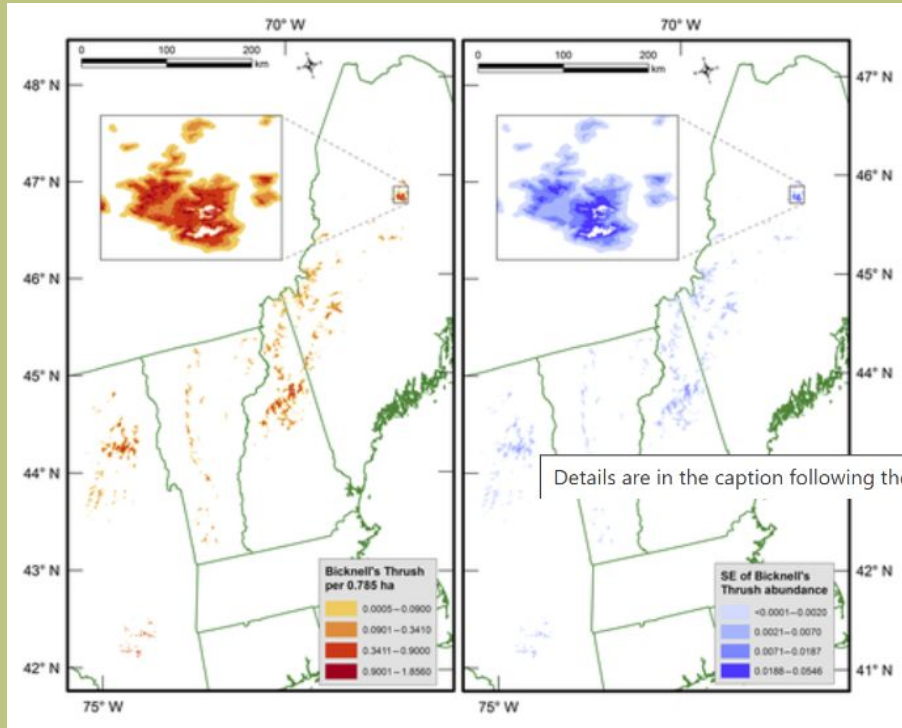 70° W
70° W
0 100 200
km
0 100 200
km
48° N
47° N
46° N
45° N
44° N
43° N
42° N
47° N
46° N
45° N
44° N
42° N
41° N
Details are in the caption following the
Bicknell's Thrush
per 0.785 ha
0.0005–0.0900
0.0901–0.3410
0.3411–0.9000
0.9001–1.8560
SE of Bicknell's
Thrush abundance
<0.0001–0.0020
0.0021–0.0070
0.0071–0.0187
0.0188–0.0546
75° W
75° W